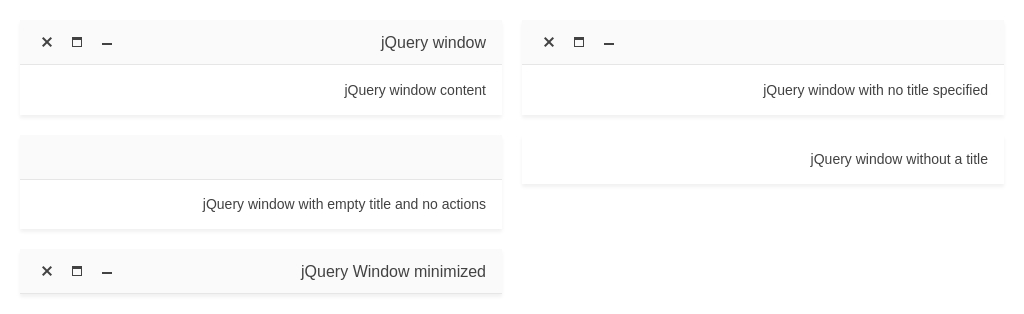 jQuery window
jQuery window content
jQuery window with no title specified
jQuery window with empty title and no actions
jQuery window without a title
jQuery Window minimized